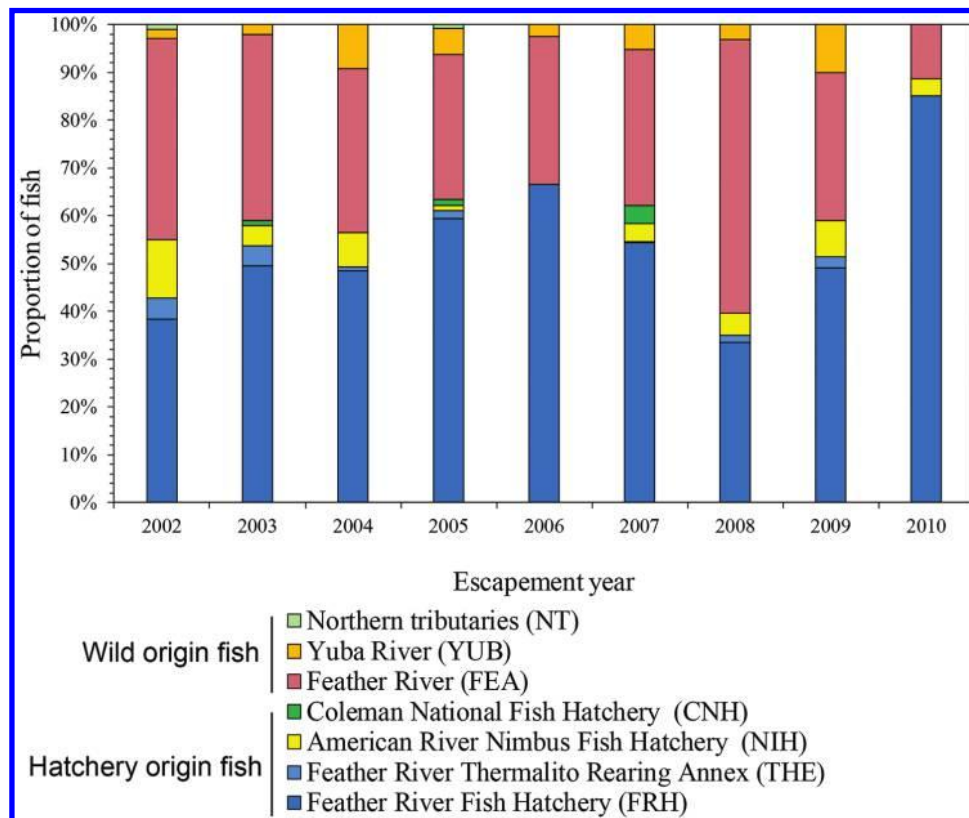 100%
90%
80%
70%
60%
50%
40%
30%
20%
10%
0%
Proportion of fish
2002 2003 2004 2005 2006 2007 2008 2009 2010
Escapement year
Wild origin fish
Northern tributaries (NT)
Yuba River (YUB)
Feather River (FEA)
Hatchery origin fish
Coleman National Fish Hatchery (CNH)
American River Nimbus Fish Hatchery (NIH)
Feather River Thermalito Rearing Annex (THE)
Feather River Fish Hatchery (FRH)